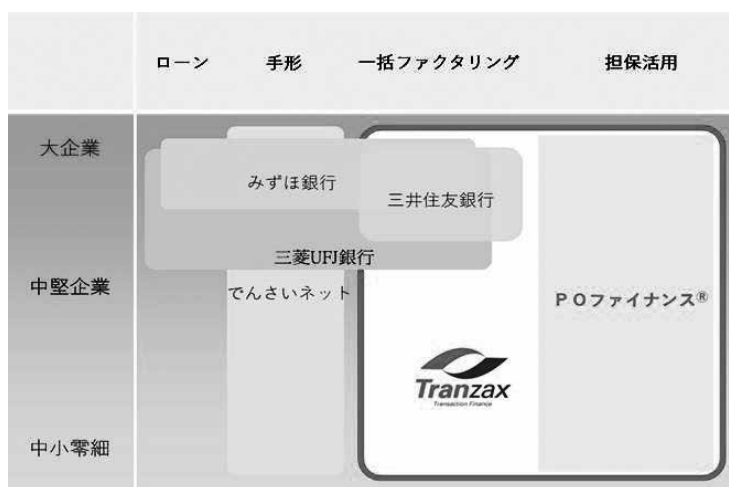 ローン 手形 一括ファクタリング 担保活用
大企業
みずほ銀行
三井住友銀行
三菱UFJ銀行
中堅企業
でんさいネット
POファイナンス®
Tranzax
Transaction Finance
中小零細